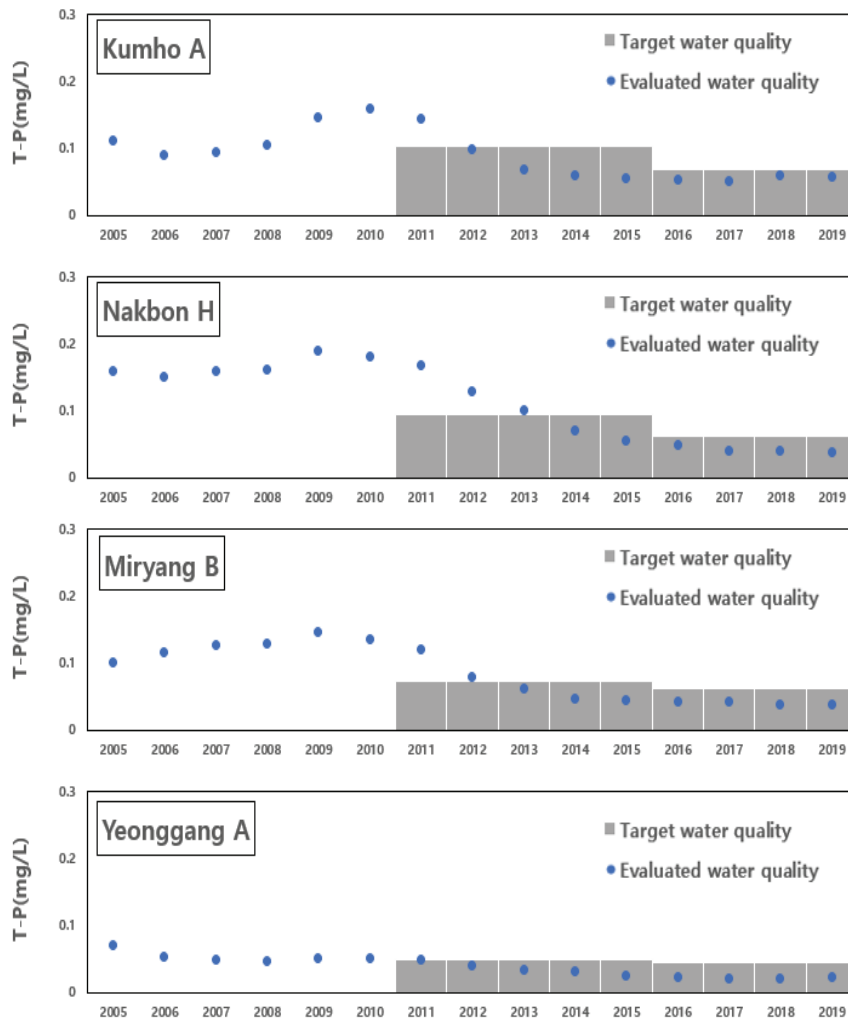 0.3
Kumho A
Target water quality
Evaluated water quality
0.2
0.1
0
T-P(mg/L)
2005 2006 2007 2008 2009 2010 2011 2012 2013 2014 2015 2016 2017 2018 2019
0.3
Nakbon H
Target water quality
Evaluated water quality
0.2
0.1
0
T-P(mg/L)
2005 2006 2007 2008 2009 2010 2011 2012 2013 2014 2015 2016 2017 2018 2019
0.3
Miryang B
Target water quality
Evaluated water quality
0.2
0.1
0
T-P(mg/L)
2005 2006 2007 2008 2009 2010 2011 2012 2013 2014 2015 2016 2017 2018 2019
0.3
Yeonggang A
Target water quality
Evaluated water quality
0.2
0.1
0
T-P(mg/L)
2005 2006 2007 2008 2009 2010 2011 2012 2013 2014 2015 2016 2017 2018 2019